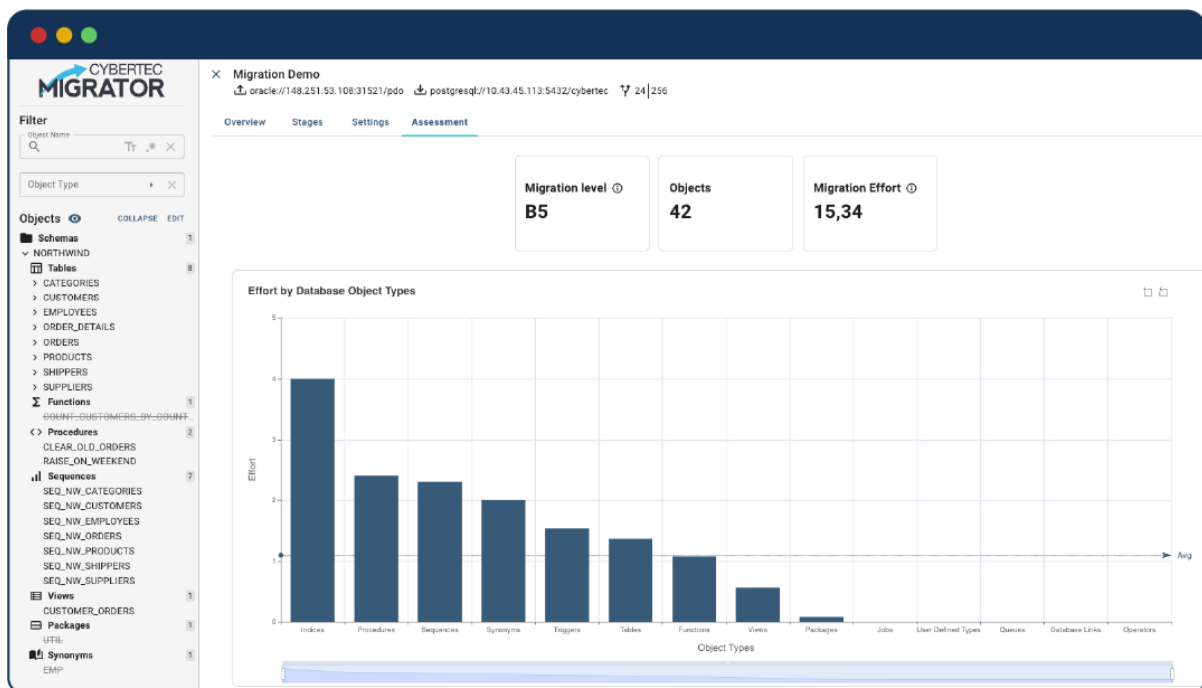 CYBERTEC
MIGRATOR
Filter
Object Name
Tт .*
Object Type
Objects COLLAPSE EDIT
Schemas 1
NORTHWIND
Tables 8
CATEGORIES
CUSTOMERS
EMPLOYEES
ORDER_DETAILS
ORDERS
PRODUCTS
SHIPPERS
SUPPLIERS
Functions 1
COUNT_CUSTOMERS_BY_COUNT...
Procedures 2
CLEAR_OLD_ORDERS
RAISE_ON_WEEKEND
Sequences 7
SEQ_NW_CATEGORIES
SEQ_NW_CUSTOMERS
SEQ_NW_EMPLOYEES
SEQ_NW_ORDERS
SEQ_NW_PRODUCTS
SEQ_NW_SHIPPERS
SEQ_NW_SUPPLIERS
Views 1
CUSTOMER_ORDERS
Packages 1
UTIL
Synonyms 1
EMP
Migration Demo
oracle://148.251.53.108:31521/pdo postgresql://10.43.45.113:5432/cybertec 24|256
Overview Stages Settings Assessment
Migration level
B5
Objects
42
Migration Effort
15,34
Effort by Database Object Types
5
4
3
2
1
0
Effort
Avg
Indices Procedures Sequences Synonyms Triggers Tables Functions Views Packages Jobs User Defined Types Queues Database Links Operators
Object Types